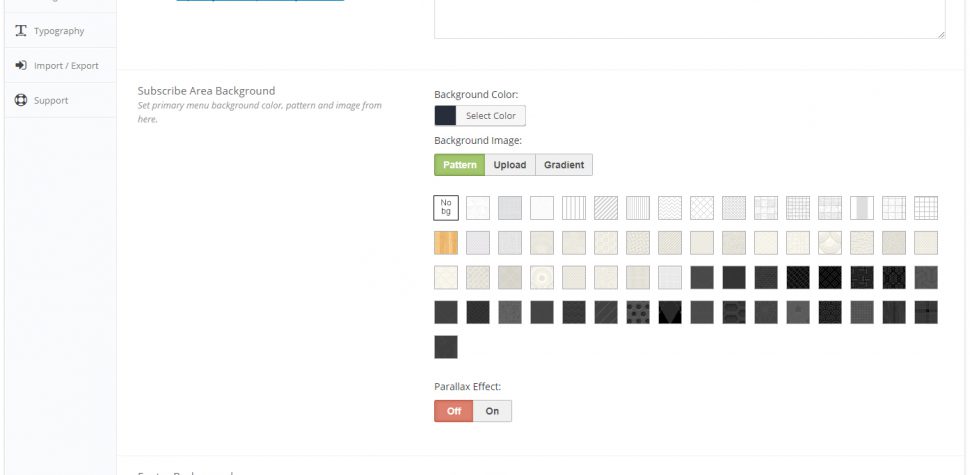 Typography
Import / Export
Support
Subscribe Area Background
Set primary menu background color, pattern and image from
here.
Background Color:
Select Color
Background Image:
Pattern Upload Gradient
No
bg
Parallax Effect:
Off On